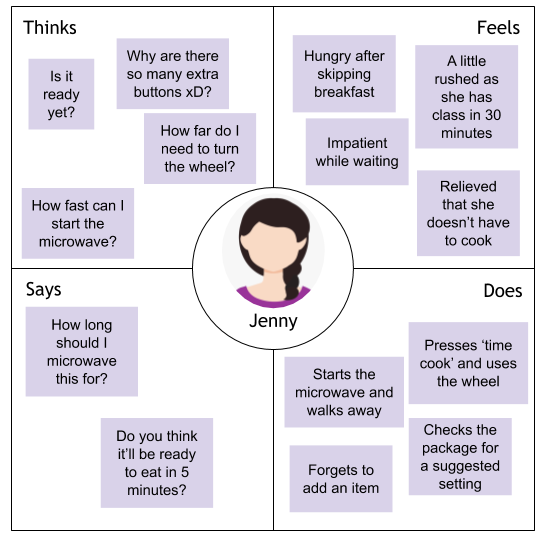 Thinks
Is it
ready
yet?
Why are there
so many extra
buttons xD?
How far do I
need to turn
the wheel?
How fast can I
start the
microwave?
Feels
Hungry after
skipping
breakfast
A little
rushed as
she has
class in 30
minutes
Impatient
while waiting
Relieved
that she
doesn’t have
to cook
Jenny
Says
How long
should I
microwave
this for?
Do you think
it’ll be ready
to eat in 5
minutes?
Does
Presses ‘time
cook’ and uses
the wheel
Starts the
microwave and
walks away
Checks the
package for
a suggested
setting
Forgets to
add an item